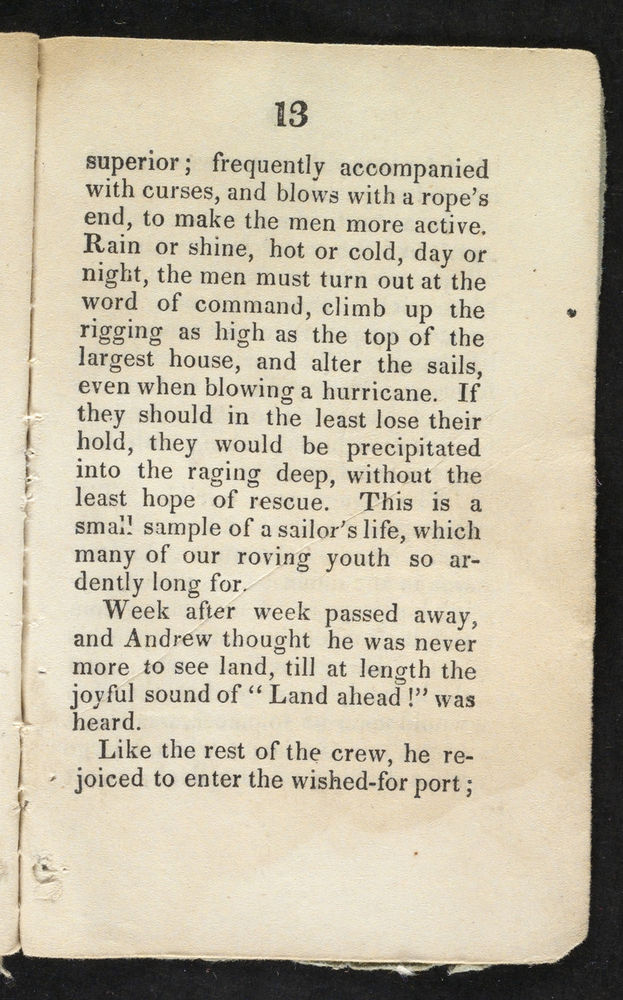 13
superior; frequently accompanied
with curses, and blows with a rope's
end, to make the men more active.
Rain or shine, hot or cold, day or
night, the men must turn out at the
word of command, climb up the
rigging as high as the top of the
largest house, and alter the sails,
even when blowing a hurricane. If
they should in the least lose their
hold, they would be precipitated
into the raging deep, without the
least hope of rescue. This is a
small sample of a sailor's life, which
many of our roving youth so ar-
dently long for.
Week after week passed away,
and Andrew thought he was never
more to see land, till at length the
joyful sound of “ Land ahead !” was
heard.
Like the rest of the crew, he re-
joiced to enter the wished-for port ;